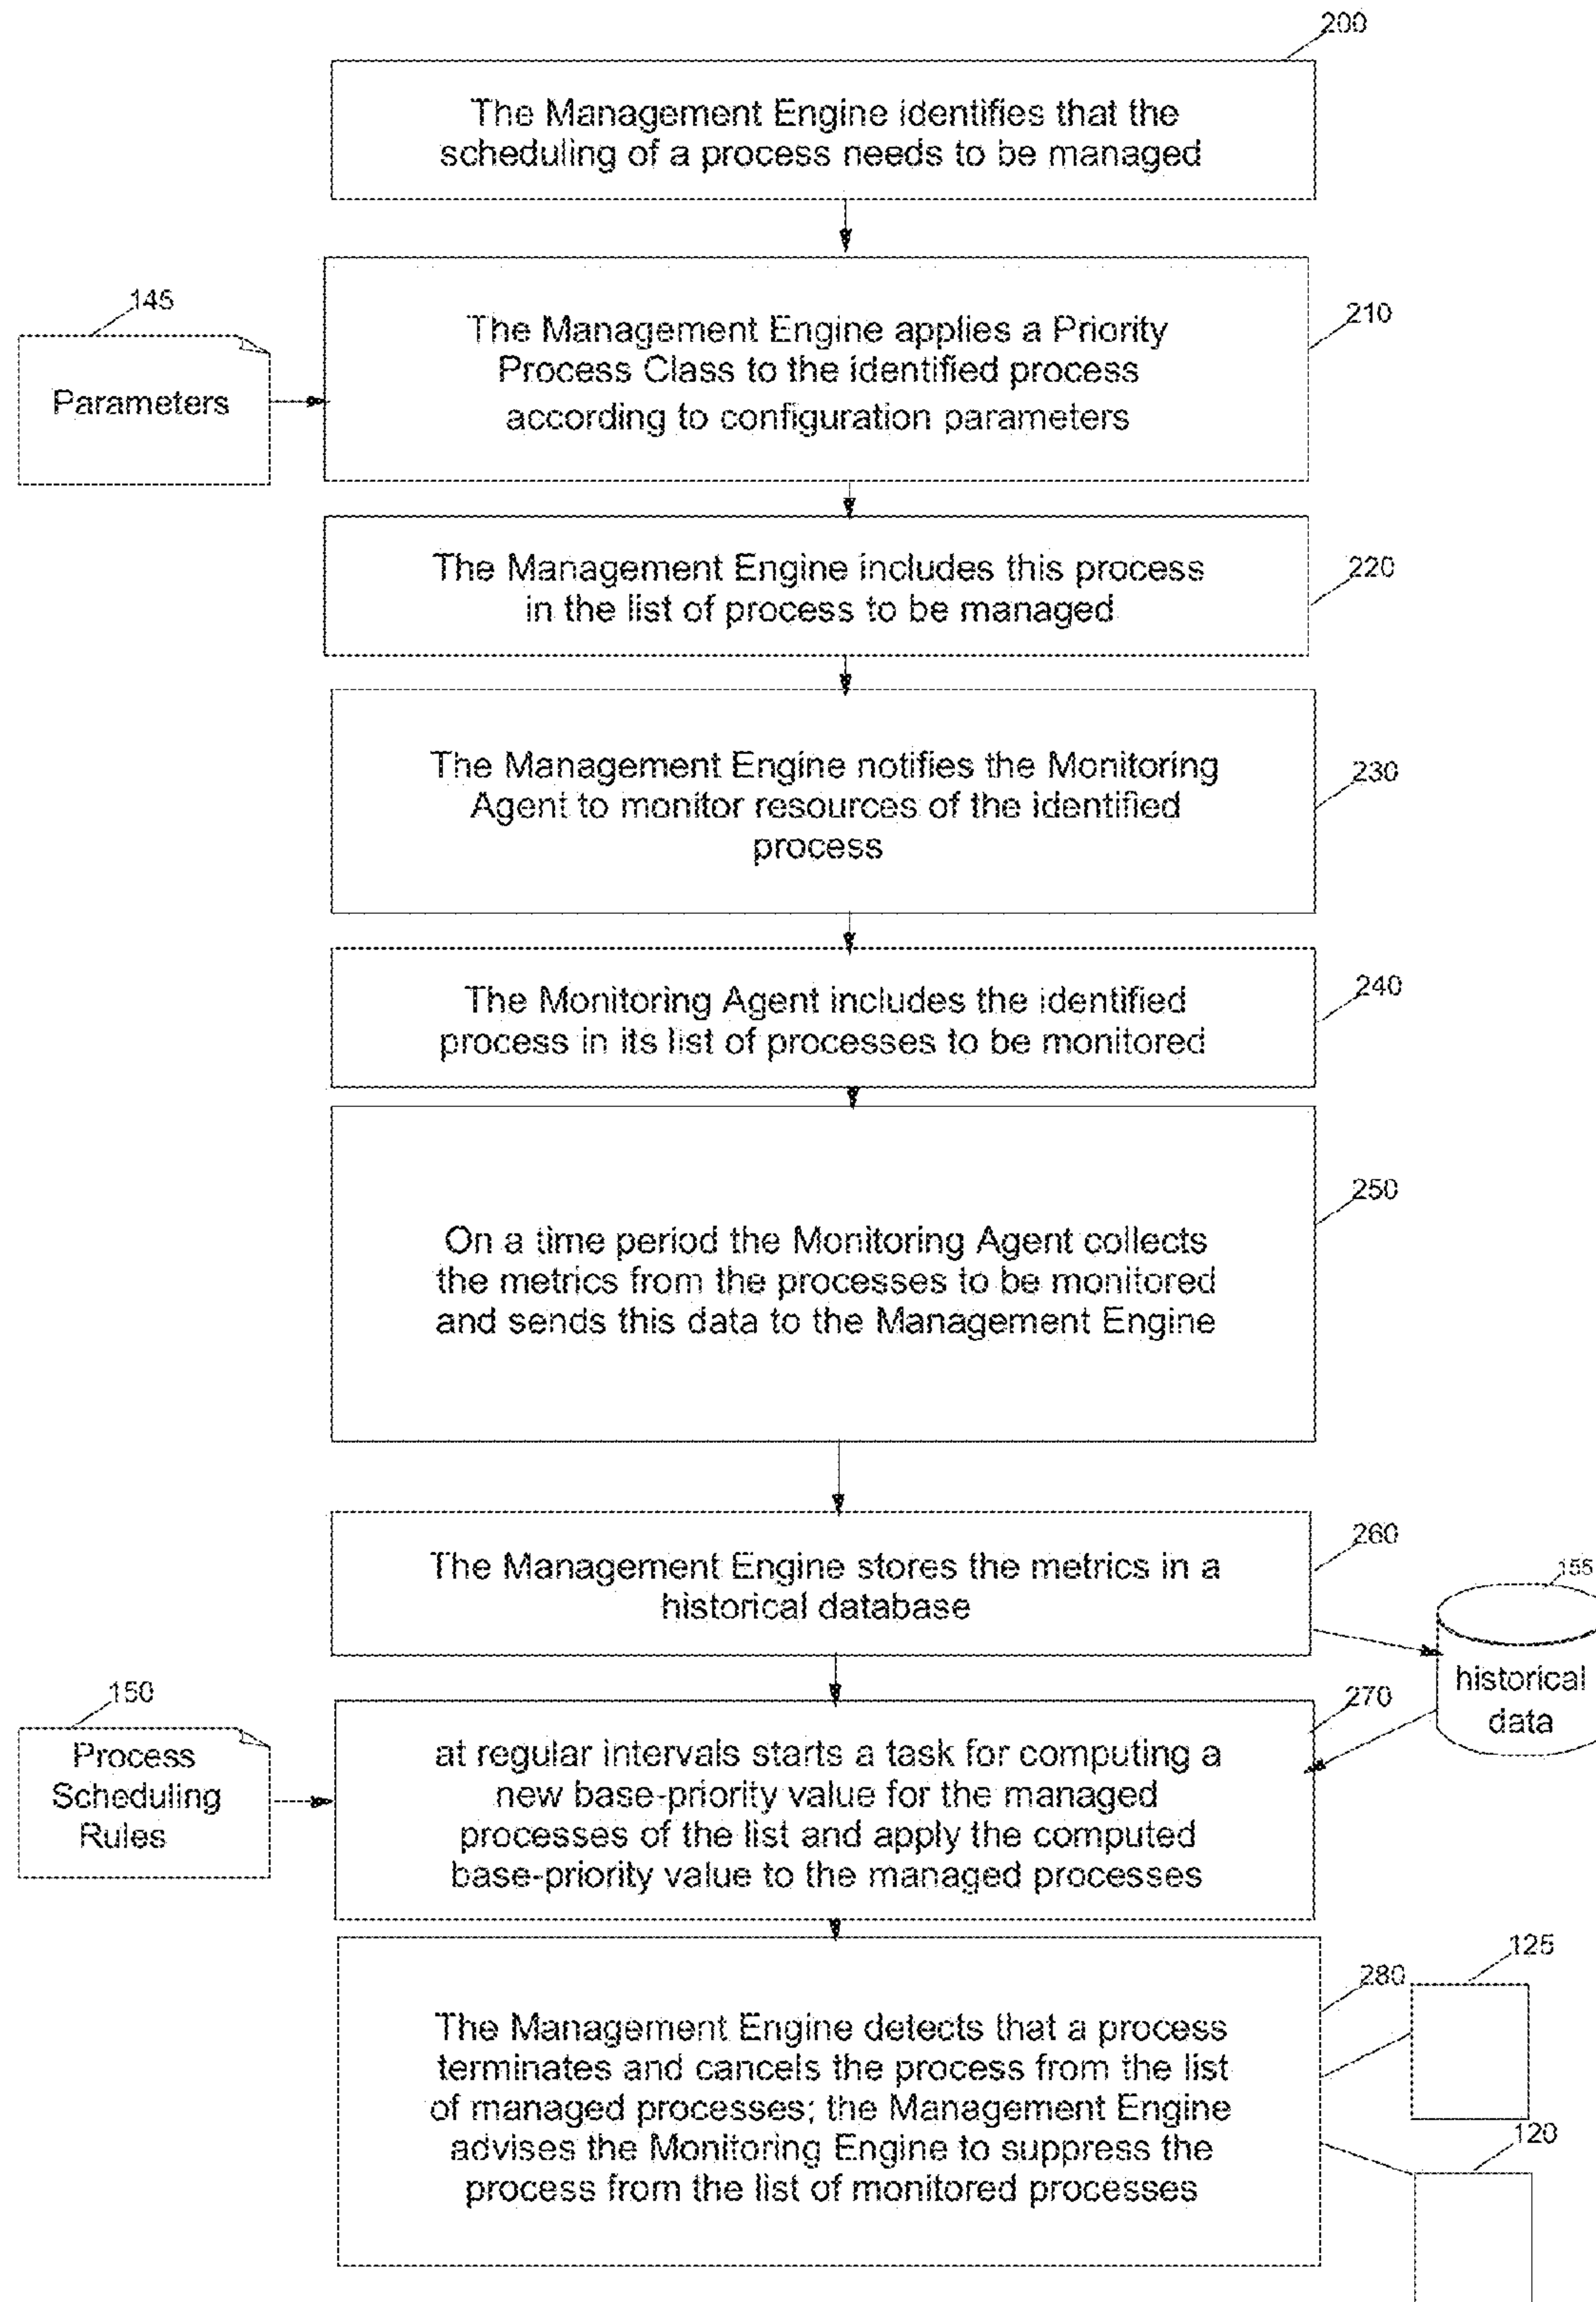 200
The Management Engine identifies that the
scheduling of a process needs to be managed
145
Parameters
210
The Management Engine applies a Priority
Process Class to the identified process
according to configuration parameters
220
The Management Engine includes this process
in the list of process to be managed
230
The Management Engine notifies the Monitoring
Agent to monitor resources of the identified
process
240
The Monitoring Agent includes the identified
process in its list of processes to be monitored
250
On a time period the Monitoring Agent collects
the metrics from the processes to be monitored
and sends this data to the Management Engine
260
The Management Engine stores the metrics in a
historical database
155
historical
data
150
Process
Scheduling
Rules
270
at regular intervals starts a task for computing a
new base-priority value for the managed
processes of the list and apply the computed
base-priority value to the managed processes
280
The Management Engine detects that a process
terminates and cancels the process from the list
of managed processes; the Management Engine
advises the Monitoring Engine to suppress the
process from the list of monitored processes
125
120